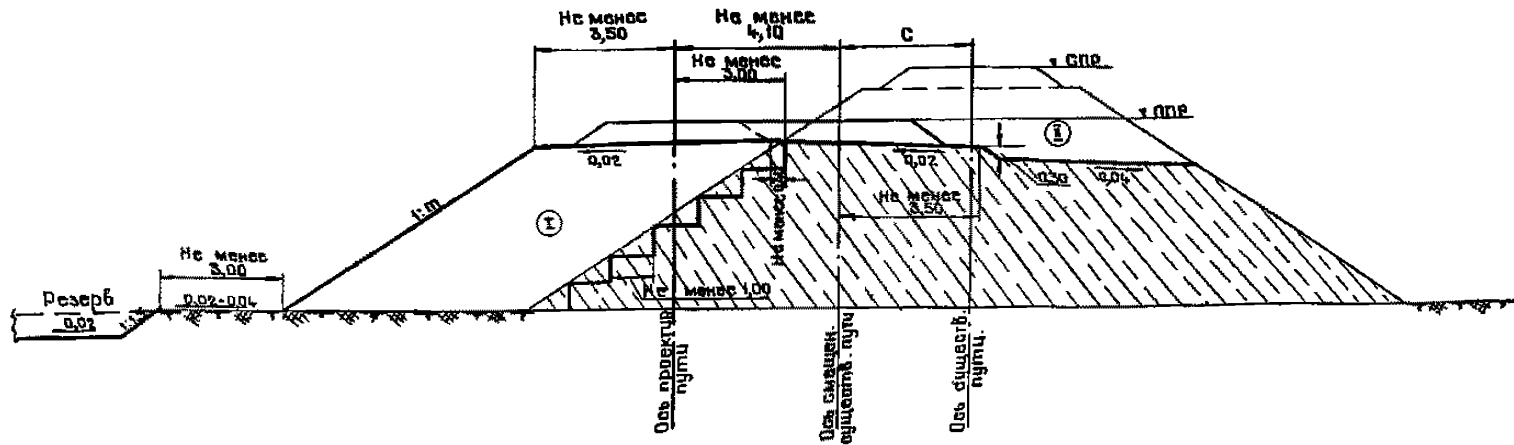 Не менее
3,50
Не менее
4,10
С
Не менее
3,00
СПР
ППР
II
0,02
0,02
0,30
0,04
1:m
I
Не менее
3,50
Не менее
Не менее
3,00
Не менее 1,00
Резерв
0,02
0,02-0,04
Ось проектир
пути
Ось смещен.
существ. пути
Ось существ.
пути.